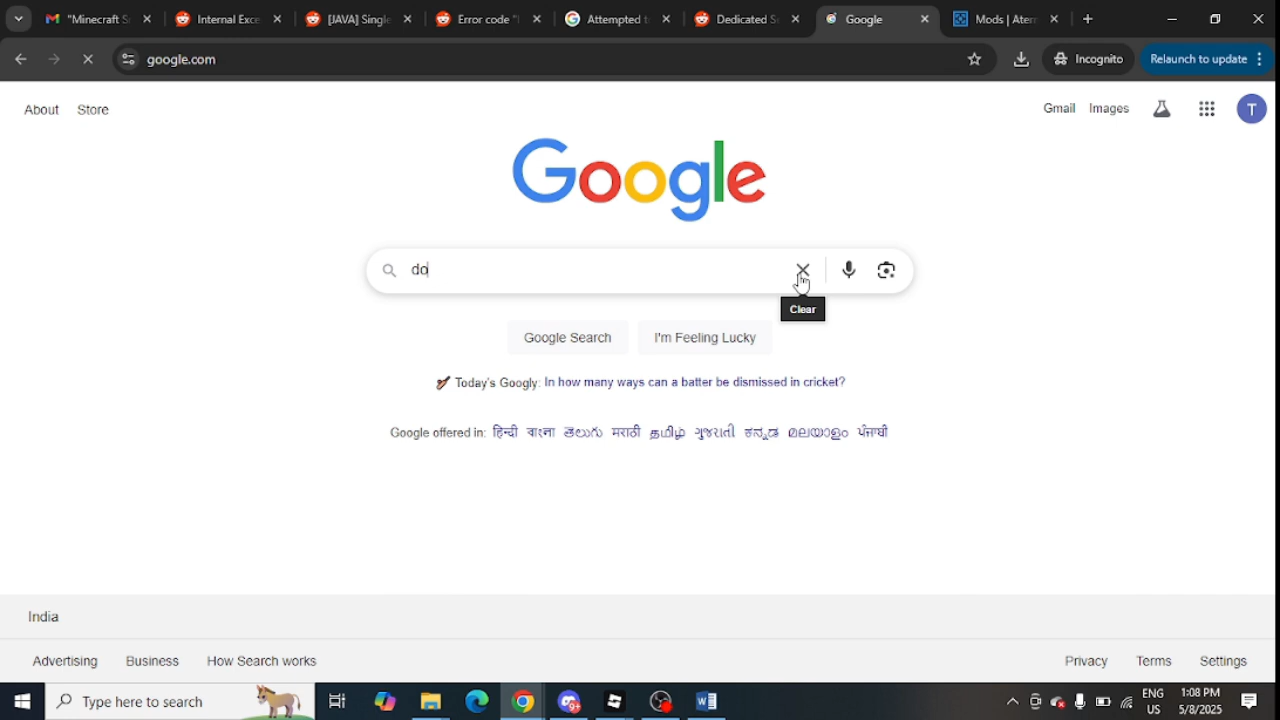 "Minecraft S
Internal Exce
[JAVA] Single
Error code "I
Attempted t
Dedicated S
Google
Mods | Atern
google.com
Incognito
Relaunch to update
About Store
Gmail Images
T
Google
do
Clear
Google Search I'm Feeling Lucky
Today's Googly: In how many ways can a batter be dismissed in cricket?
Google offered in: हिन्दी বাংলা తెలుగు मराठी தமிழ் ગુજરાતી ಕನ್ನಡ മലയാളം ਪੰਜਾਬੀ
India
Advertising Business How Search works
Privacy Terms Settings
Type here to search
9+
ENG
US
1:08 PM
5/8/2025